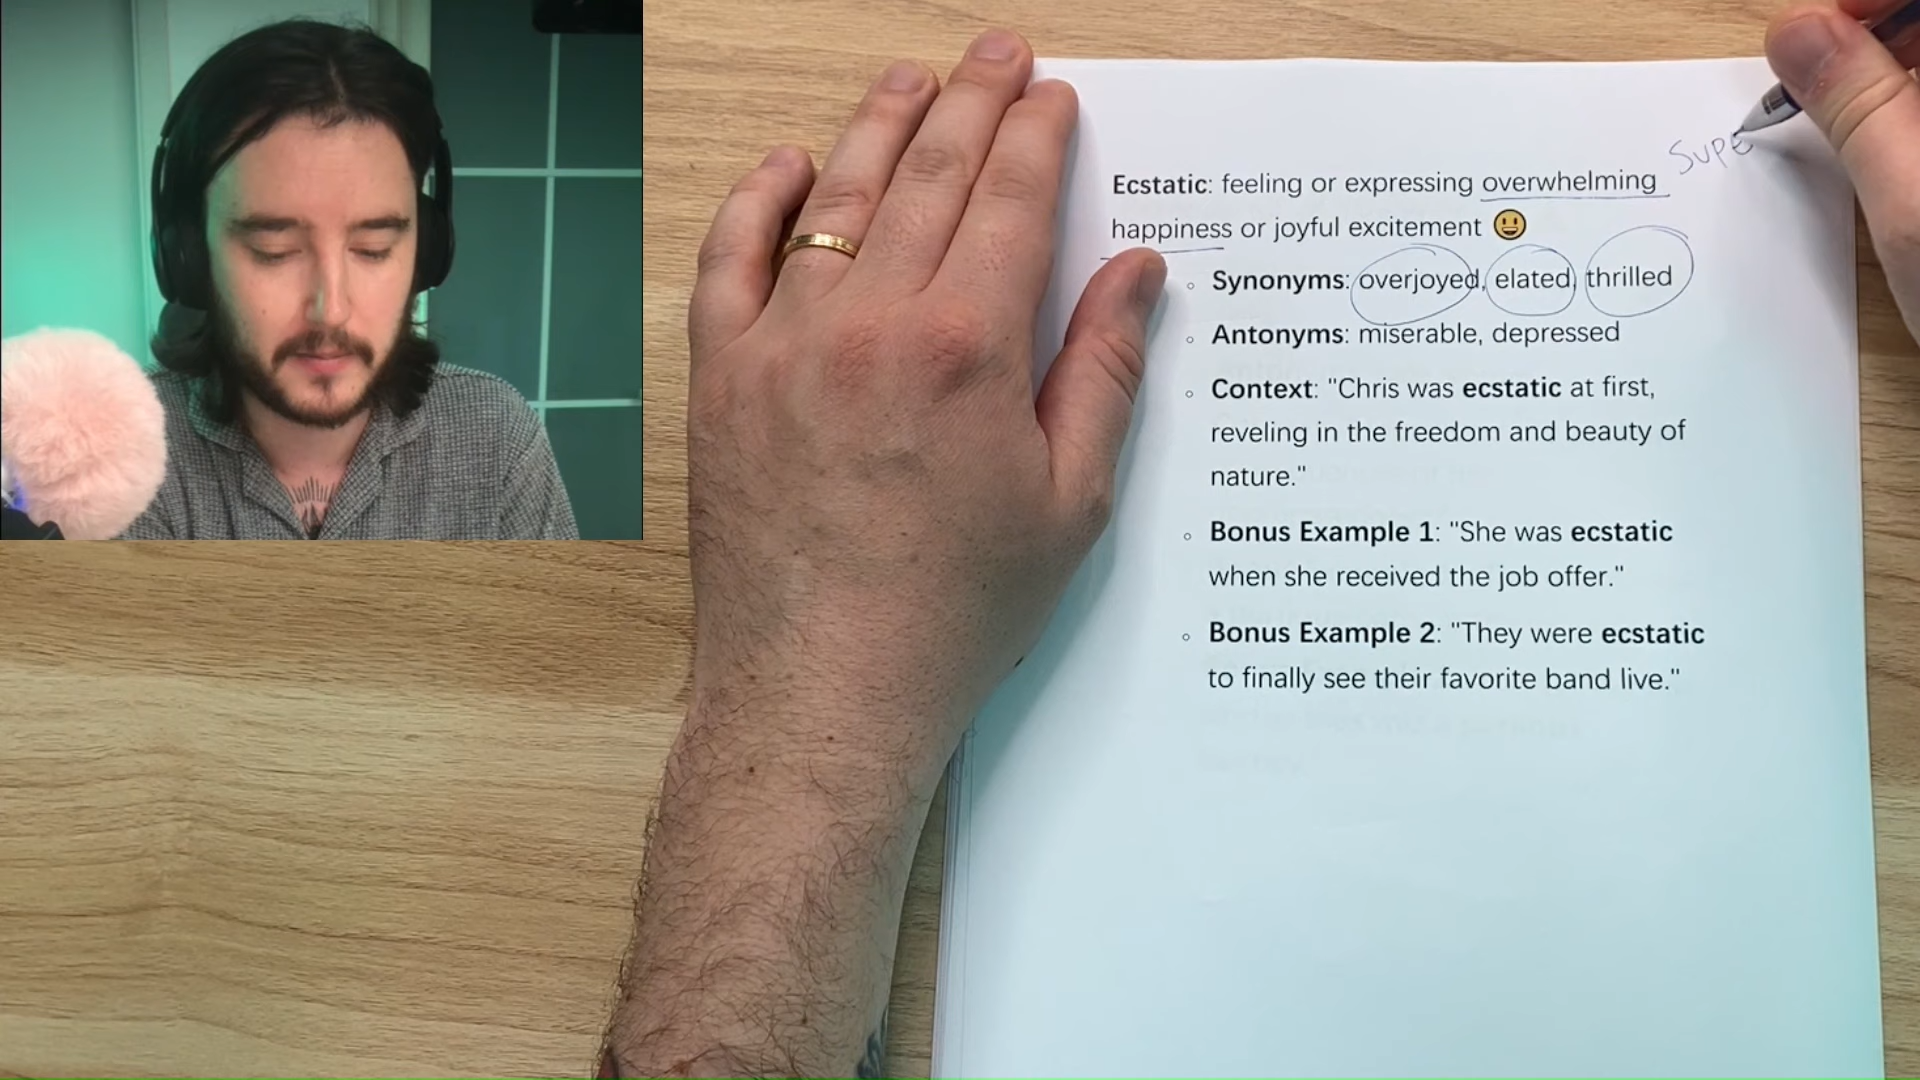 Supe
Ecstatic: feeling or expressing overwhelming
happiness or joyful excitement 😃
◦ Synonyms: overjoyed, elated, thrilled
◦ Antonyms: miserable, depressed
◦ Context: "Chris was ecstatic at first,
reveling in the freedom and beauty of
nature."
◦ Bonus Example 1: "She was ecstatic
when she received the job offer."
◦ Bonus Example 2: "They were ecstatic
to finally see their favorite band live."